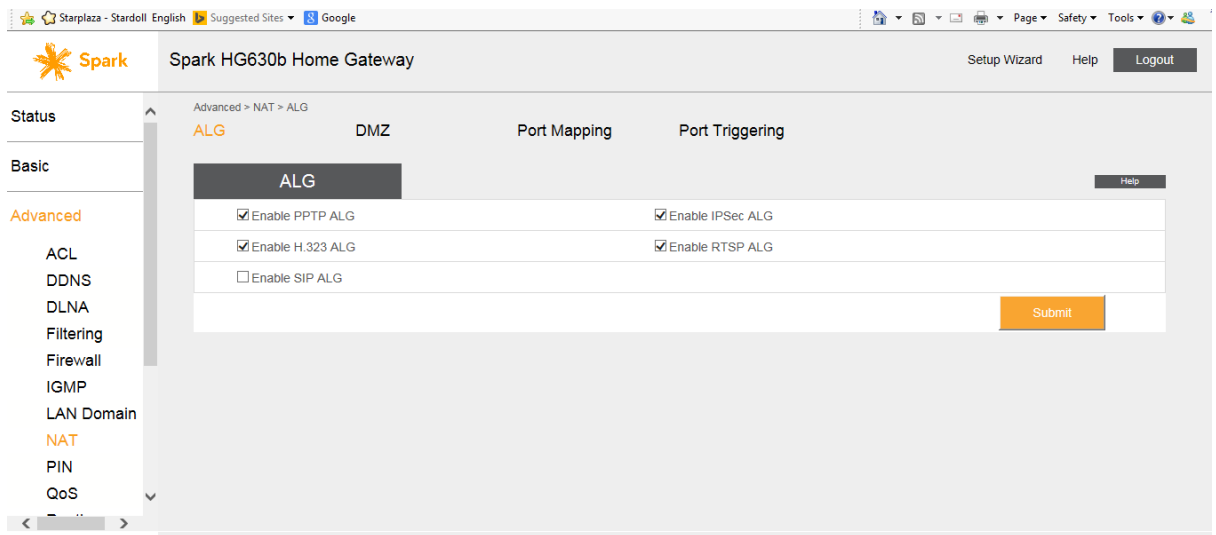 Starplaza - Stardoll English Suggested Sites Google Page Safety Tools
Spark Spark HG630b Home Gateway Setup Wizard Help Logout
Status
Basic
Advanced
ACL
DDNS
DLNA
Filtering
Firewall
IGMP
LAN Domain
NAT
PIN
QoS
Advanced > NAT > ALG
ALG DMZ Port Mapping Port Triggering
ALG Help
Enable PPTP ALG Enable IPSec ALG
Enable H.323 ALG Enable RTSP ALG
Enable SIP ALG
Submit